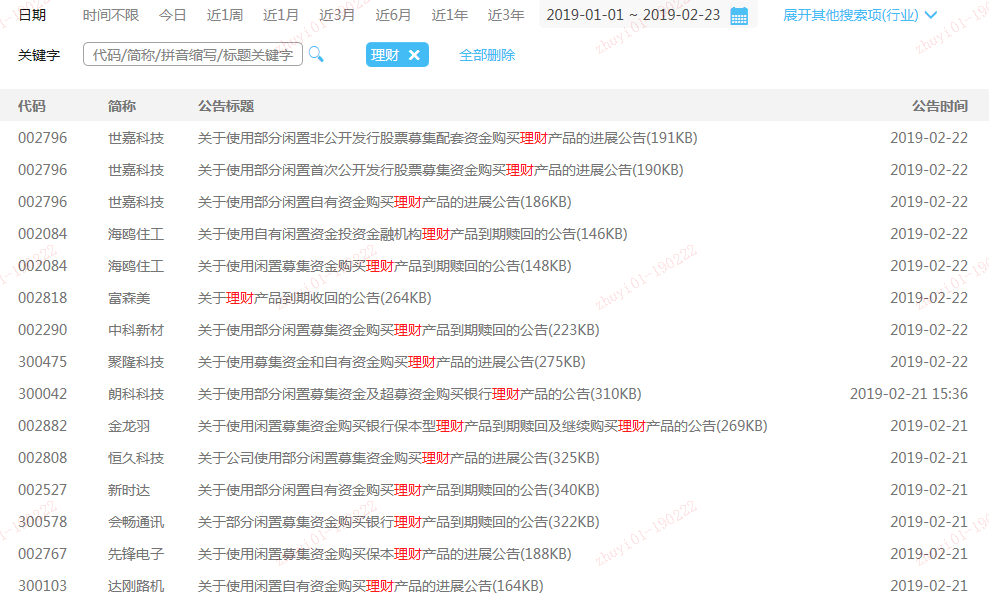 日期 时间不限 今日 近1周 近1月 近3月 近6月 近1年 近3年 2019-01-01 ~ 2019-02-23 展开其他搜索项(行业)
关键字 代码/简称/拼音缩写/标题关键字 理财 × 全部删除
代码 简称 公告标题 公告时间
002796 世嘉科技 关于使用部分闲置非公开发行股票募集配套资金购买理财产品的进展公告(191KB) 2019-02-22
002796 世嘉科技 关于使用部分闲置首次公开发行股票募集资金购买理财产品的进展公告(190KB) 2019-02-22
002796 世嘉科技 关于使用部分闲置自有资金购买理财产品的进展公告(186KB) 2019-02-22
002084 海鸥住工 关于使用自有闲置资金投资金融机构理财产品到期赎回的公告(146KB) 2019-02-22
002084 海鸥住工 关于使用闲置募集资金购买理财产品到期赎回的公告(148KB) 2019-02-22
002818 富森美 关于理财产品到期收回的公告(264KB) 2019-02-22
002290 中科新材 关于使用闲置募集资金购买理财产品到期赎回的公告(223KB) 2019-02-22
300475 聚隆科技 关于使用募集资金和自有资金购买理财产品的进展公告(275KB) 2019-02-22
300042 朗科科技 关于使用部分闲置募集资金及超募资金购买银行理财产品的公告(310KB) 2019-02-21 15:36
002882 金龙羽 关于使用闲置募集资金购买银行保本型理财产品到期赎回及继续购买理财产品的公告(269KB) 2019-02-21
002808 恒久科技 关于公司使用部分闲置募集资金购买理财产品的进展公告(325KB) 2019-02-21
002527 新时达 关于使用部分闲置自有资金购买理财产品到期赎回的公告(340KB) 2019-02-21
300578 会畅通讯 关于部分闲置募集资金购买银行理财产品到期赎回的公告(322KB) 2019-02-21
002767 先锋电子 关于使用闲置募集资金购买保本理财产品的进展公告(188KB) 2019-02-21
300103 达刚路机 关于使用闲置自有资金购买理财产品的进展公告(164KB) 2019-02-21
zhuyi01-190222